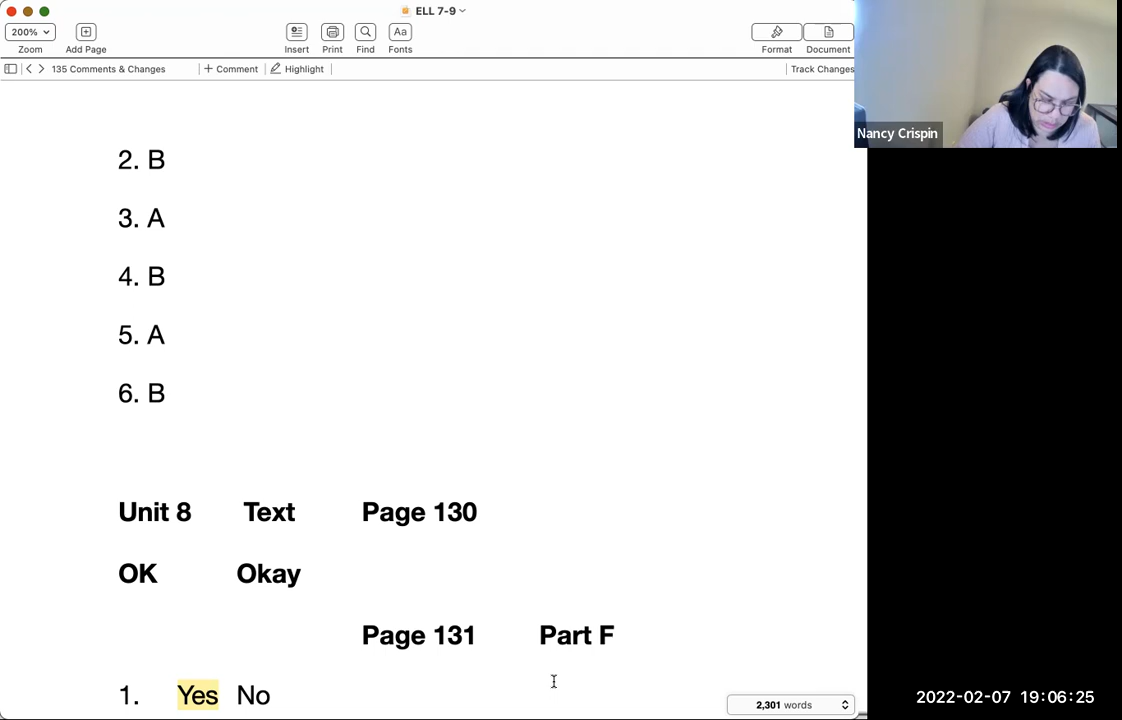 ELL 7-9
200%
Zoom
Add Page
Insert
Print
Aa
Find
Fonts
Format
Document
135 Comments & Changes
+ Comment
Highlight
Track Changes
Nancy Crispin
2. B
3. A
4. B
5. A
6. B
Unit 8 Text Page 130
OK Okay
Page 131 Part F
1. Yes No
2,301 words
2022-02-07 19:06:25